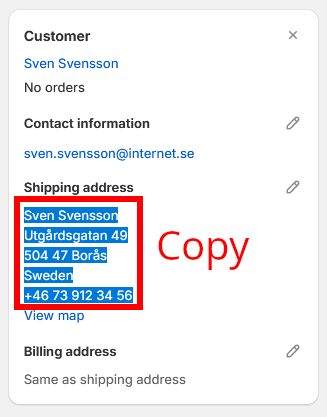 Customer
Sven Svensson
No orders
Contact information
sven.svensson@internet.se
Shipping address
Sven Svensson
Utgårdsgatan 49
504 47 Borås
Sweden
+46 73 912 34 56
Copy
View map
Billing address
Same as shipping address